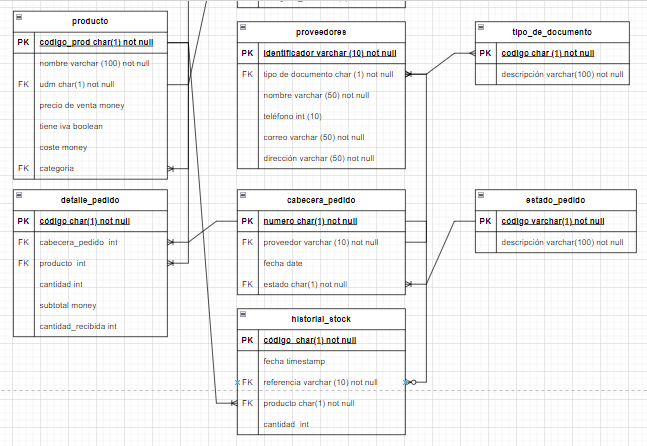 producto
PK codigo_prod char(1) not null
nombre varchar (100) not null
FK udm char(1) not null
precio de venta money
tiene iva boolean
coste money
FK categoria
proveedores
PK identificador varchar (10) not null
FK tipo de documento char (1) not null
nombre varchar (50) not null
teléfono int (10)
correo varchar (50) not null
dirección varchar (50) not null
tipo_de_documento
PK codigo char (1) not null
descripción varchar(100) not null
detalle_pedido
PK código char(1) not null
FK cabecera_pedido int
FK producto int
cantidad int
subtotal money
cantidad_recibida int
cabecera_pedido
PK numero char(1) not null
FK proveedor varchar (10) not null
fecha date
FK estado char(1) not null
estado_pedido
PK código varchar(1) not null
descripción varchar(100) not null
historial_stock
PK código_char(1) not null
fecha timestamp
FK referencia varchar (10) not null
FK producto char(1) not null
cantidad int